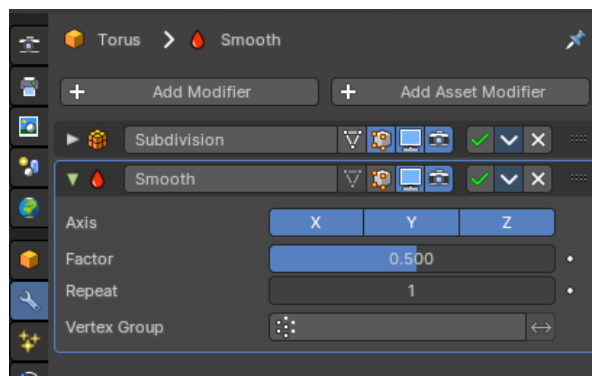 Torus > Smooth
Add Modifier Add Asset Modifier
Subdivision
Smooth
Axis X Y Z
Factor 0.500
Repeat 1
Vertex Group